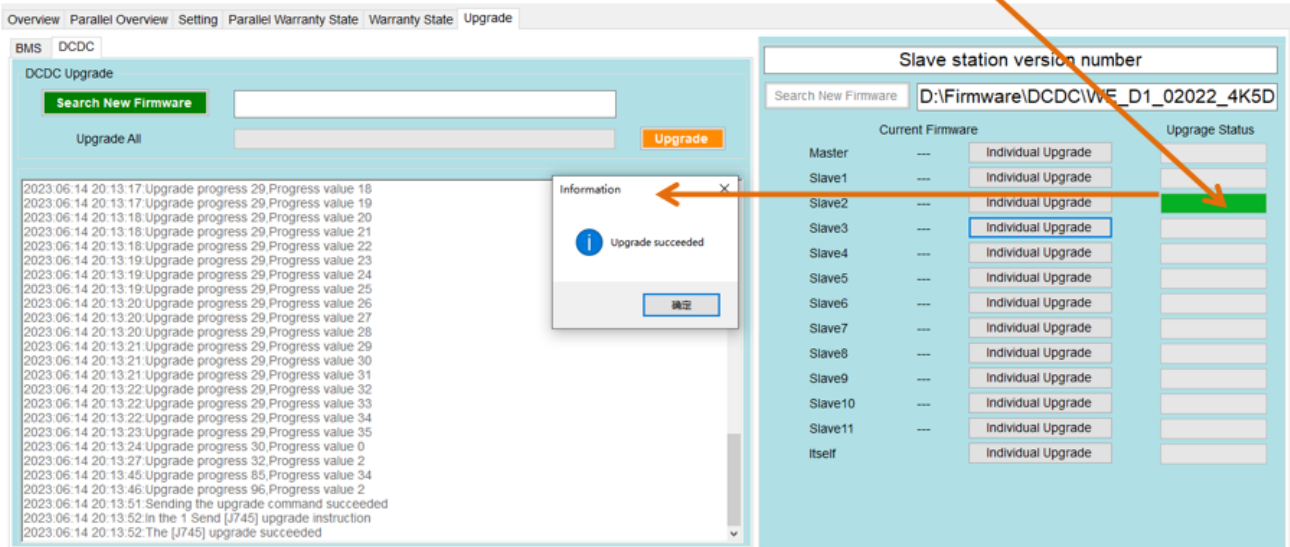 Overview Parallel Overview Setting Parallel Warranty State Warranty State Upgrade
BMS DCDC
DCDC Upgrade
Search New Firmware
Upgrade All Upgrade
2023:06:14 20:13:17:Upgrade progress 29,Progress value 18
2023:06:14 20:13:17:Upgrade progress 29,Progress value 19
2023:06:14 20:13:18:Upgrade progress 29,Progress value 20
2023:06:14 20:13:18:Upgrade progress 29,Progress value 21
2023:06:14 20:13:18:Upgrade progress 29,Progress value 22
2023:06:14 20:13:19:Upgrade progress 29,Progress value 23
2023:06:14 20:13:19:Upgrade progress 29,Progress value 24
2023:06:14 20:13:19:Upgrade progress 29,Progress value 25
2023:06:14 20:13:20:Upgrade progress 29,Progress value 26
2023:06:14 20:13:20:Upgrade progress 29,Progress value 27
2023:06:14 20:13:20:Upgrade progress 29,Progress value 28
2023:06:14 20:13:21:Upgrade progress 29,Progress value 29
2023:06:14 20:13:21:Upgrade progress 29,Progress value 30
2023:06:14 20:13:21:Upgrade progress 29,Progress value 31
2023:06:14 20:13:22:Upgrade progress 29,Progress value 32
2023:06:14 20:13:22:Upgrade progress 29,Progress value 33
2023:06:14 20:13:22:Upgrade progress 29,Progress value 34
2023:06:14 20:13:23:Upgrade progress 29,Progress value 35
2023:06:14 20:13:24:Upgrade progress 30,Progress value 0
2023:06:14 20:13:27:Upgrade progress 32,Progress value 2
2023:06:14 20:13:45:Upgrade progress 85,Progress value 34
2023:06:14 20:13:46:Upgrade progress 96,Progress value 2
2023:06:14 20:13:51:Sending the upgrade command succeeded
2023:06:14 20:13:52:In the 1 Send [J745] upgrade instruction
2023:06:14 20:13:52:The [J745] upgrade succeeded
Information
Upgrade succeeded
确定
Slave station version number
Search New Firmware D:\Firmware\DCDC\WE_D1_02022_4K5D
Current Firmware Upgrage Status
Master --- Individual Upgrade
Slave1 --- Individual Upgrade
Slave2 --- Individual Upgrade
Slave3 --- Individual Upgrade
Slave4 --- Individual Upgrade
Slave5 --- Individual Upgrade
Slave6 --- Individual Upgrade
Slave7 --- Individual Upgrade
Slave8 --- Individual Upgrade
Slave9 --- Individual Upgrade
Slave10 --- Individual Upgrade
Slave11 --- Individual Upgrade
Itself Individual Upgrade